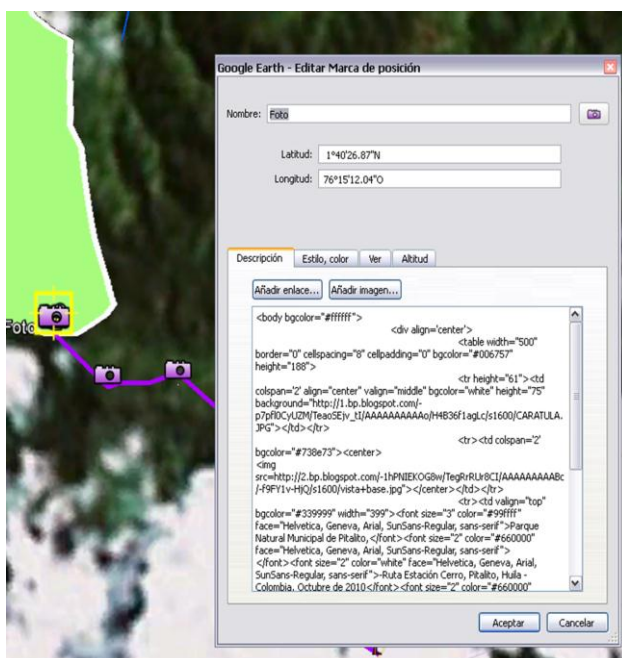 Google Earth - Editar Marca de posición
Nombre: Foto
Latitud: 1°40'26.87"N
Longitud: 76°15'12.04"O
Descripción Estilo, color Ver Altitud
Añadir enlace... Añadir imagen...
<body bgcolor="#ffffff">
<div align='center'>
<table width="500"
border="0" cellspacing="8" cellpadding="0" bgcolor="#006757"
height="188">
<tr height="61"><td
colspan='2' align="center" valign="middle" bgcolor="white" height="75"
background="http://1.bp.blogspot.com/-
p7pfl0CyUZM/TeaoSEjv_tI/AAAAAAAAAAo/H4B36f1agLc/s1600/CARATULA.
JPG"></td></tr>
<tr><td colspan='2'
bgcolor="#738e73"><center>
<img
src=http://2.bp.blogspot.com/-1hPNIEKOG8w/TegRrRUr8CI/AAAAAAAAABc
/-f9FY1v-HjQ/s1600/vista+base.jpg"></center></td></tr>
<tr><td valign="top"
bgcolor="#339999" width="399"><font size="3" color="#99ffff"
face="Helvetica, Geneva, Arial, SunSans-Regular, sans-serif">Parque
Natural Municipal de Pitalito,</font><font size="2" color="#660000"
face="Helvetica, Geneva, Arial, SunSans-Regular, sans-serif">
</font><font size="2" color="white" face="Helvetica, Geneva, Arial,
SunSans-Regular, sans-serif">-Ruta Estación Cerro, Pitalito, Huila -
Colombia. Octubre de 2010</font><font size="2" color="#660000"
Foto
Aceptar Cancelar